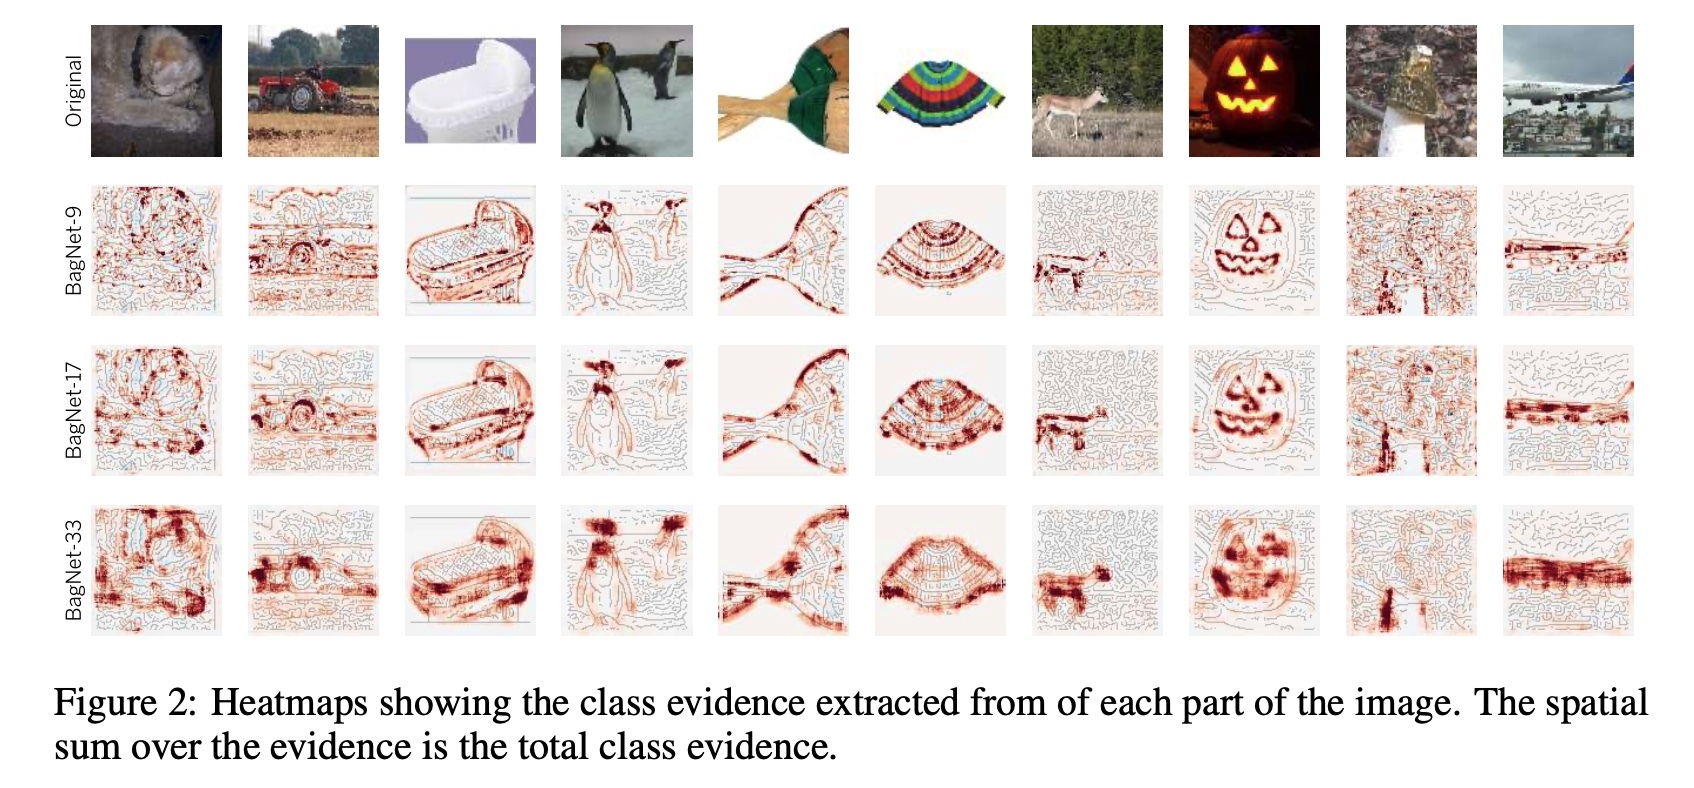 Original
BagNet-9
BagNet-17
BagNet-33
Figure 2: Heatmaps showing the class evidence extracted from of each part of the image. The spatial
sum over the evidence is the total class evidence.